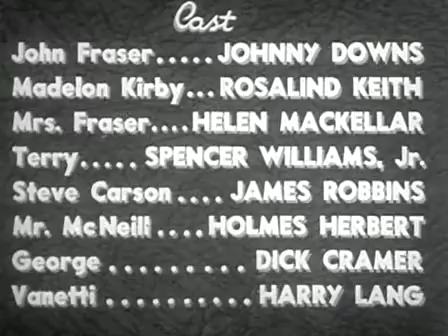 Cast
John Fraser.....JOHNNY DOWNS
Madelon Kirby...ROSALIND KEITH
Mrs. Fraser....HELEN MACKELLAR
Terry.....SPENCER WILLIAMS, Jr.
Steve Carson....JAMES ROBBINS
Mr. McNeill....HOLMES HERBERT
George.........DICK CRAMER
Vanetti..........HARRY LANG